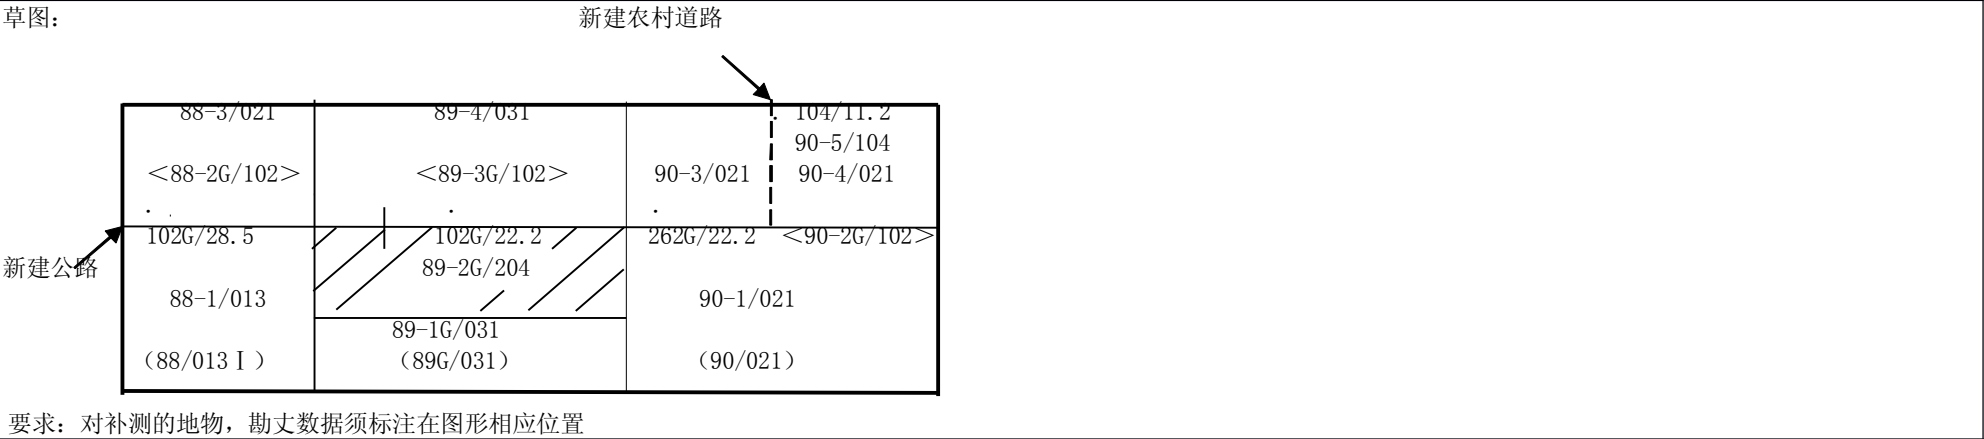 草图：
新建农村道路
88-3/021 89-4/031 104/11.2
90-5/104
<88-2G/102> <89-3G/102> 90-3/021 90-4/021
102G/28.5 102G/22.2 262G/22.2 <90-2G/102>
新建公路 89-2G/204
88-1/013 90-1/021
89-1G/031
（88/013Ⅰ） （89G/031） （90/021）
要求：对补测的地物，勘丈数据须标注在图形相应位置